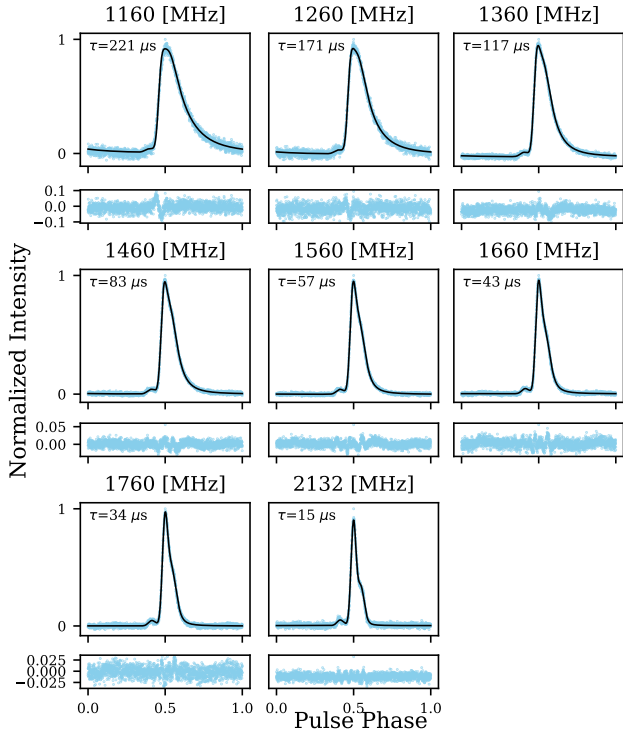 1160 [MHz]
1260 [MHz]
1360 [MHz]
1
0
τ=221 μs
τ=171 μs
τ=117 μs
0.1
0.0
−0.1
1460 [MHz]
1560 [MHz]
1660 [MHz]
1
0
τ=83 μs
τ=57 μs
τ=43 μs
0.05
0.00
1760 [MHz]
2132 [MHz]
1
0
τ=34 μs
τ=15 μs
0.025
0.000
−0.025
0.0
0.5
1.0
0.0
0.5
1.0
Pulse Phase
Normalized Intensity